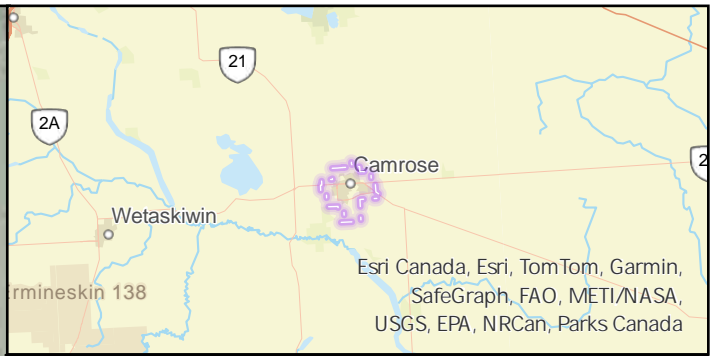 21
2A
Camrose
2
Wetaskiwin
rmineskin 138
Esri Canada, Esri, TomTom, Garmin,
SafeGraph, FAO, METI/NASA,
USGS, EPA, NRCan, Parks Canada